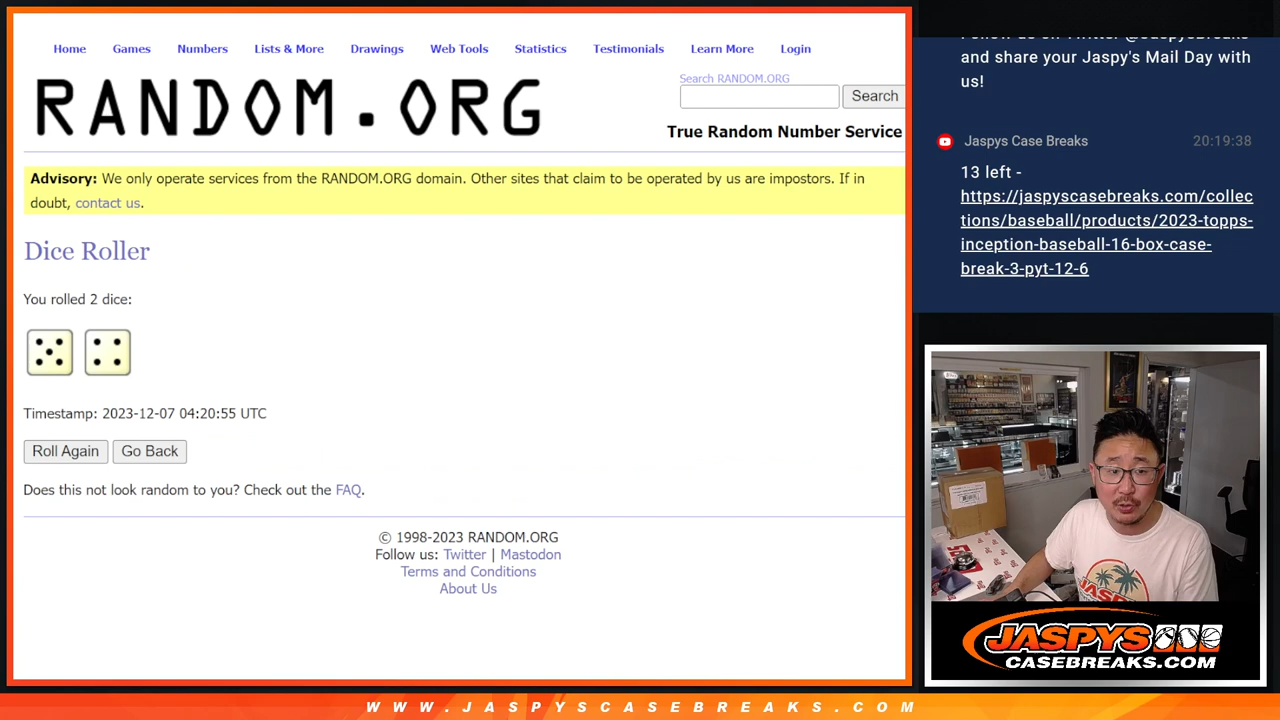 Home Games Numbers Lists & More Drawings Web Tools Statistics Testimonials Learn More Login
RANDOM.ORG
Search RANDOM.ORG
Search
True Random Number Service
Advisory: We only operate services from the RANDOM.ORG domain. Other sites that claim to be operated by us are impostors. If in
doubt, contact us.
Dice Roller
You rolled 2 dice:
Timestamp: 2023-12-07 04:20:55 UTC
Roll Again Go Back
Does this not look random to you? Check out the FAQ.
© 1998-2023 RANDOM.ORG
Follow us: Twitter | Mastodon
Terms and Conditions
About Us
and share your Jaspy's Mail Day with
us!
Jaspys Case Breaks 20:19:38
13 left -
https://jaspyscasebreaks.com/collec
tions/baseball/products/2023-topps-
inception-baseball-16-box-case-
break-3-pyt-12-6
JASPYS
CASEBREAKS.COM
WWW.JASPYSCASEBREAKS.COM